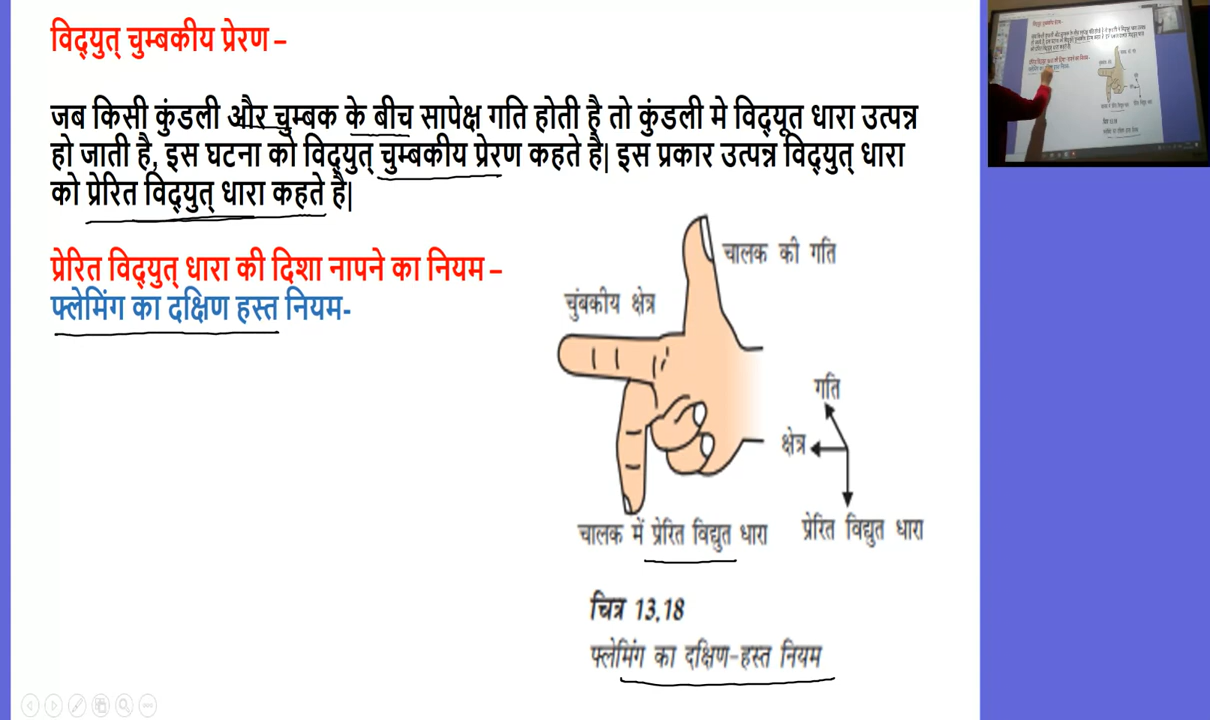 विद्युत् चुम्बकीय प्रेरण –
जब किसी कुंडली और चुम्बक के बीच सापेक्ष गति होती है तो कुंडली मे विद्यूत धारा उत्पन्न
हो जाती है, इस घटना को विद्युत् चुम्बकीय प्रेरण कहते है| इस प्रकार उत्पन्न विद्युत् धारा
को प्रेरित विद्युत् धारा कहते है|
प्रेरित विद्युत् धारा की दिशा नापने का नियम –
फ्लेमिंग का दक्षिण हस्त नियम-
चालक की गति
चुंबकीय क्षेत्र
गति
क्षेत्र
चालक में प्रेरित विद्युत धारा
प्रेरित विद्युत धारा
चित्र 13.18
फ्लेमिंग का दक्षिण-हस्त नियम